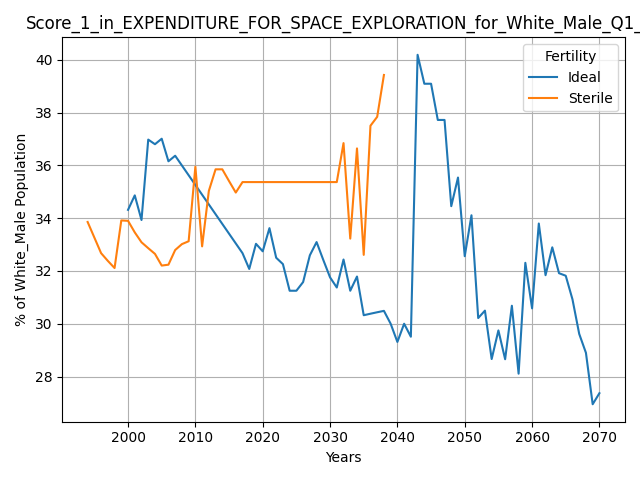 Score_1_in_EXPENDITURE_FOR_SPACE_EXPLORATION_for_White_Male_Q1_
Fertility
Ideal
Sterile
% of White_Male Population
40
38
36
34
32
30
28
2000 2010 2020 2030 2040 2050 2060 2070
Years